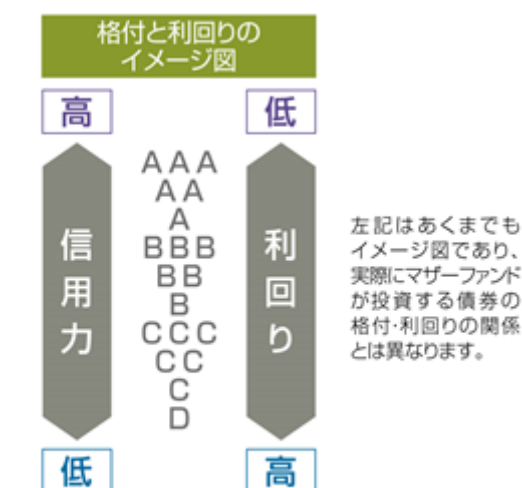 格付と利回りの
イメージ図
高
低
信用力
AAA
AA
A
BBB
BB
B
CCC
CC
C
D
利回り
低
高
左記はあくまでも
イメージ図であり、
実際にマザーファンド
が投資する債券の
格付・利回りの関係
とは異なります。